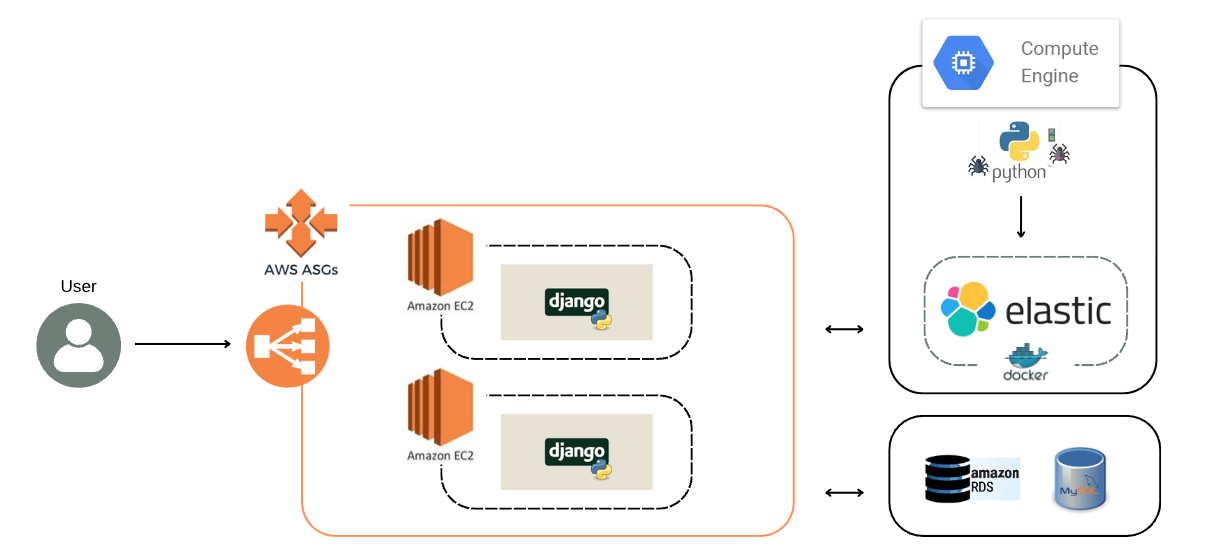 Compute
Engine
python
AWS ASGs
Amazon EC2
django
User
elastic
docker
Amazon EC2
django
amazon
RDS
MySQL